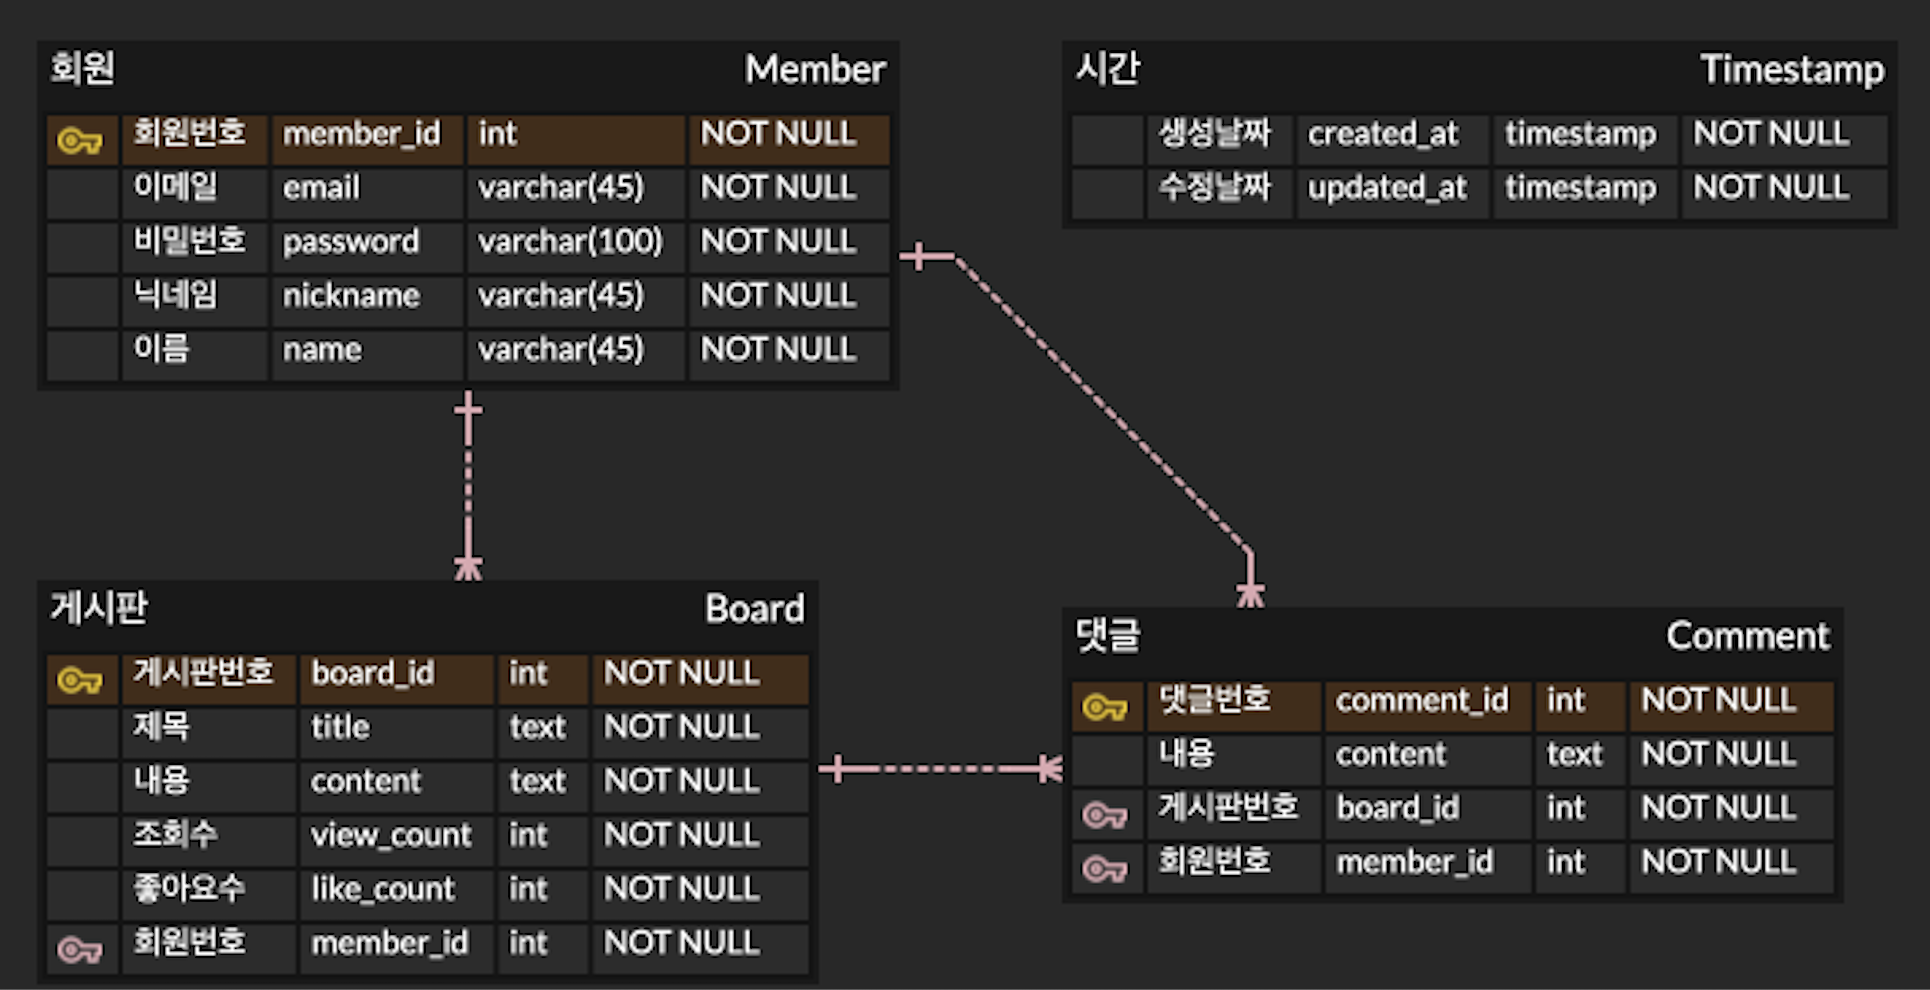 회원 Member
회원번호 member_id int NOT NULL
이메일 email varchar(45) NOT NULL
비밀번호 password varchar(100) NOT NULL
닉네임 nickname varchar(45) NOT NULL
이름 name varchar(45) NOT NULL
시간 Timestamp
생성날짜 created_at timestamp NOT NULL
수정날짜 updated_at timestamp NOT NULL
게시판 Board
게시판번호 board_id int NOT NULL
제목 title text NOT NULL
내용 content text NOT NULL
조회수 view_count int NOT NULL
좋아요수 like_count int NOT NULL
회원번호 member_id int NOT NULL
댓글 Comment
댓글번호 comment_id int NOT NULL
내용 content text NOT NULL
게시판번호 board_id int NOT NULL
회원번호 member_id int NOT NULL